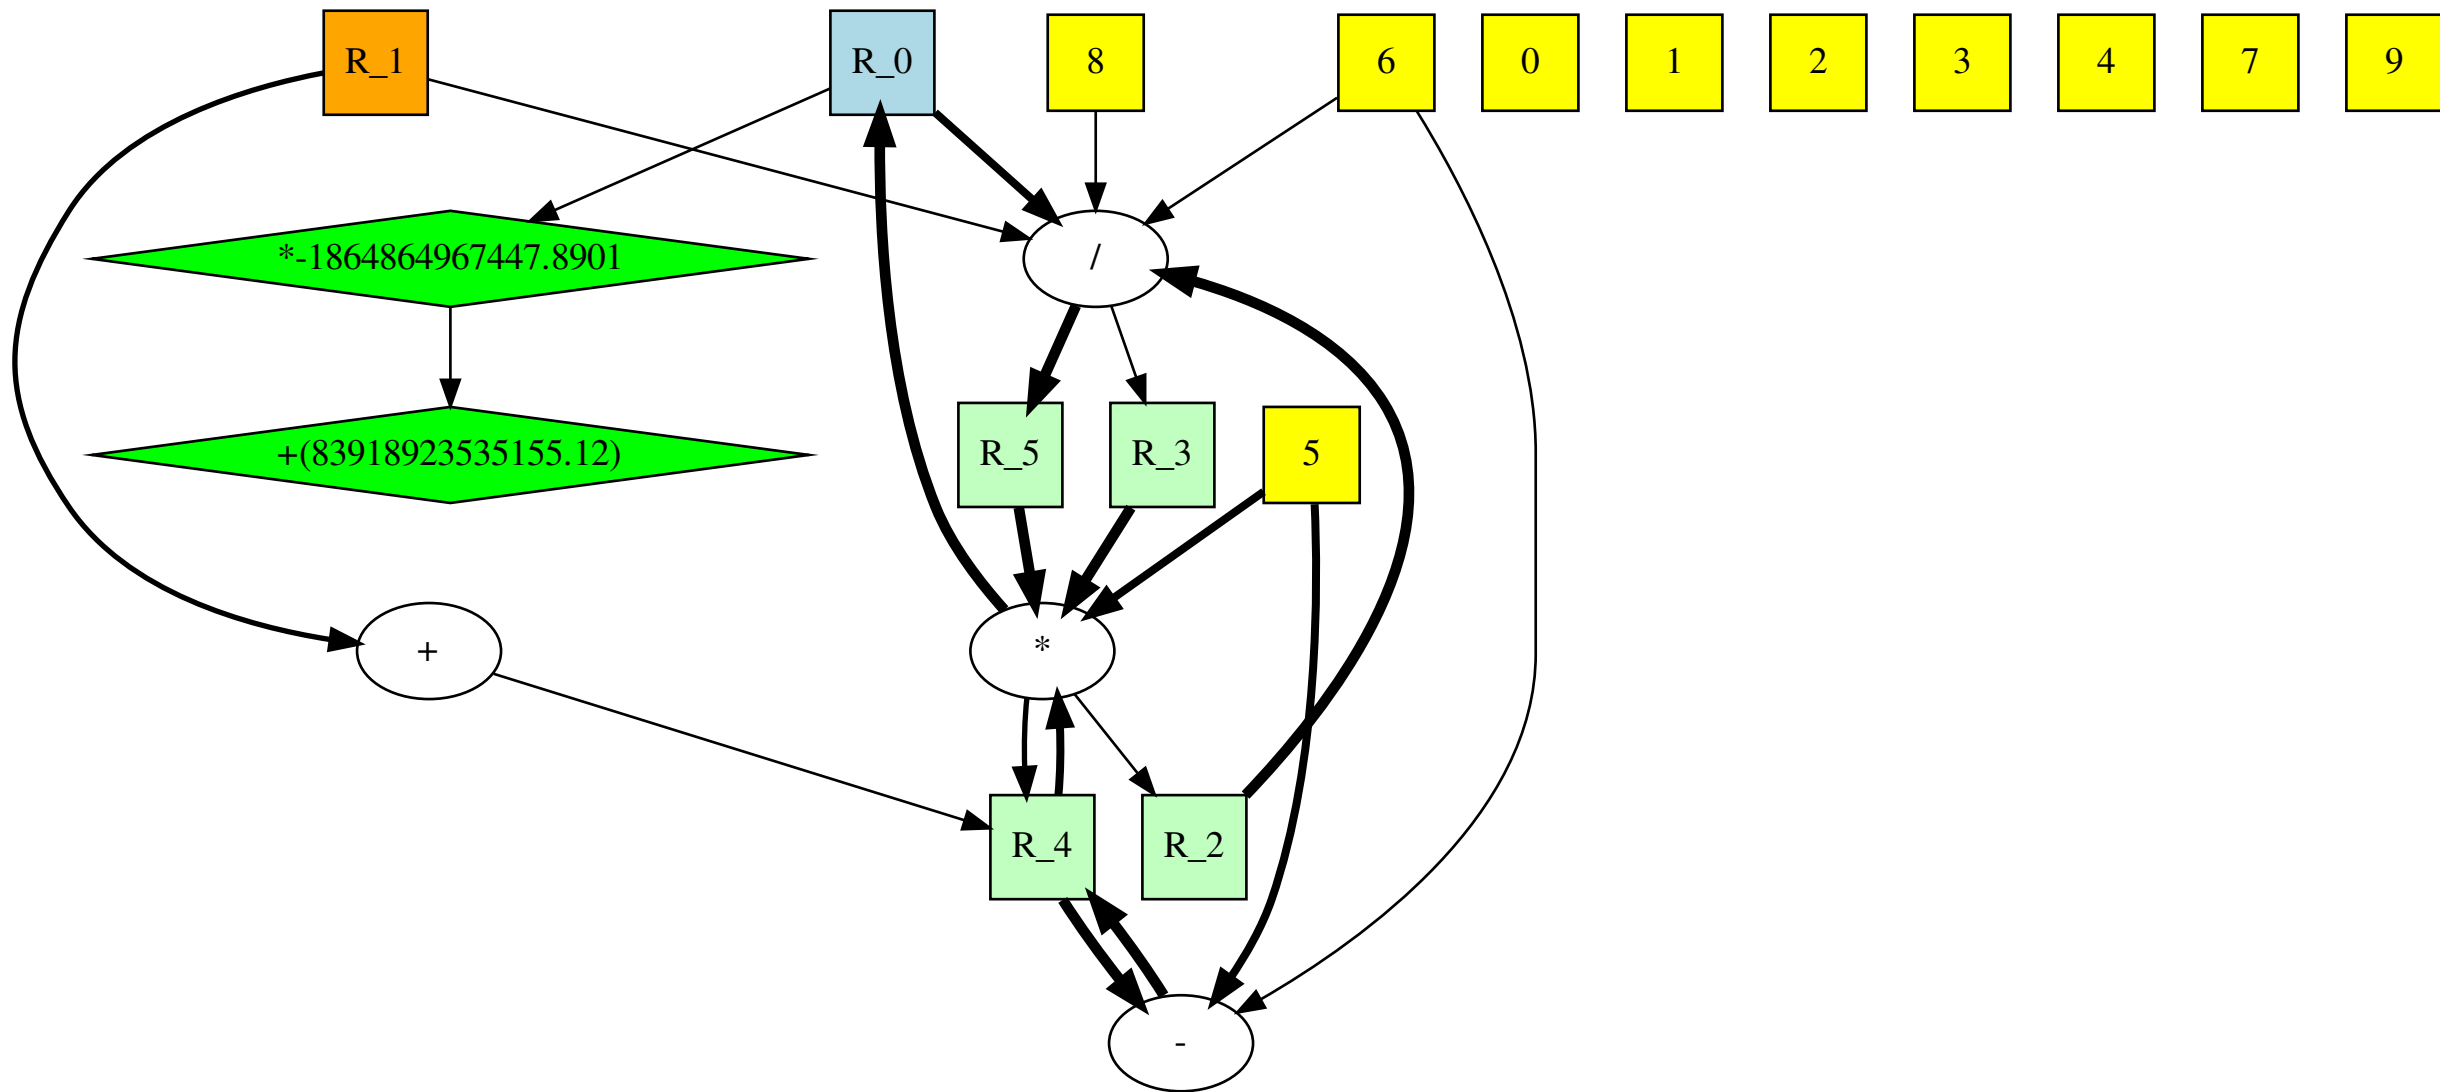 R_1
R_0
8
6
0
1
2
3
4
7
9
*-1864864967447.8901
/
+(83918923535155.12)
R_5
R_3
5
+
*
R_4
R_2
-